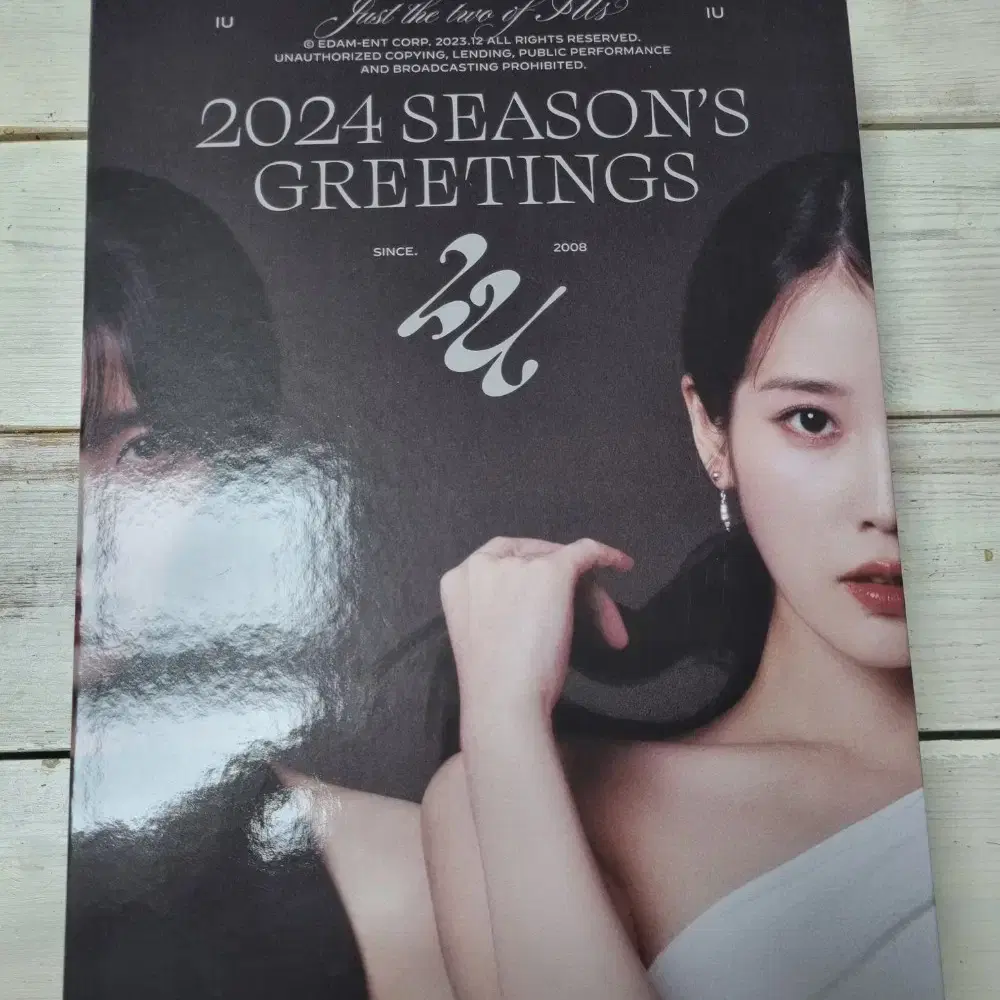 IU
Just the two of
IU
© EDAM-ENT CORP. 2023.12 ALL RIGHTS RESERVED.
UNAUTHORIZED COPYING, LENDING, PUBLIC PERFORMANCE
AND BROADCASTING PROHIBITED.
2024 SEASON'S
GREETINGS
SINCE.
2008
IU